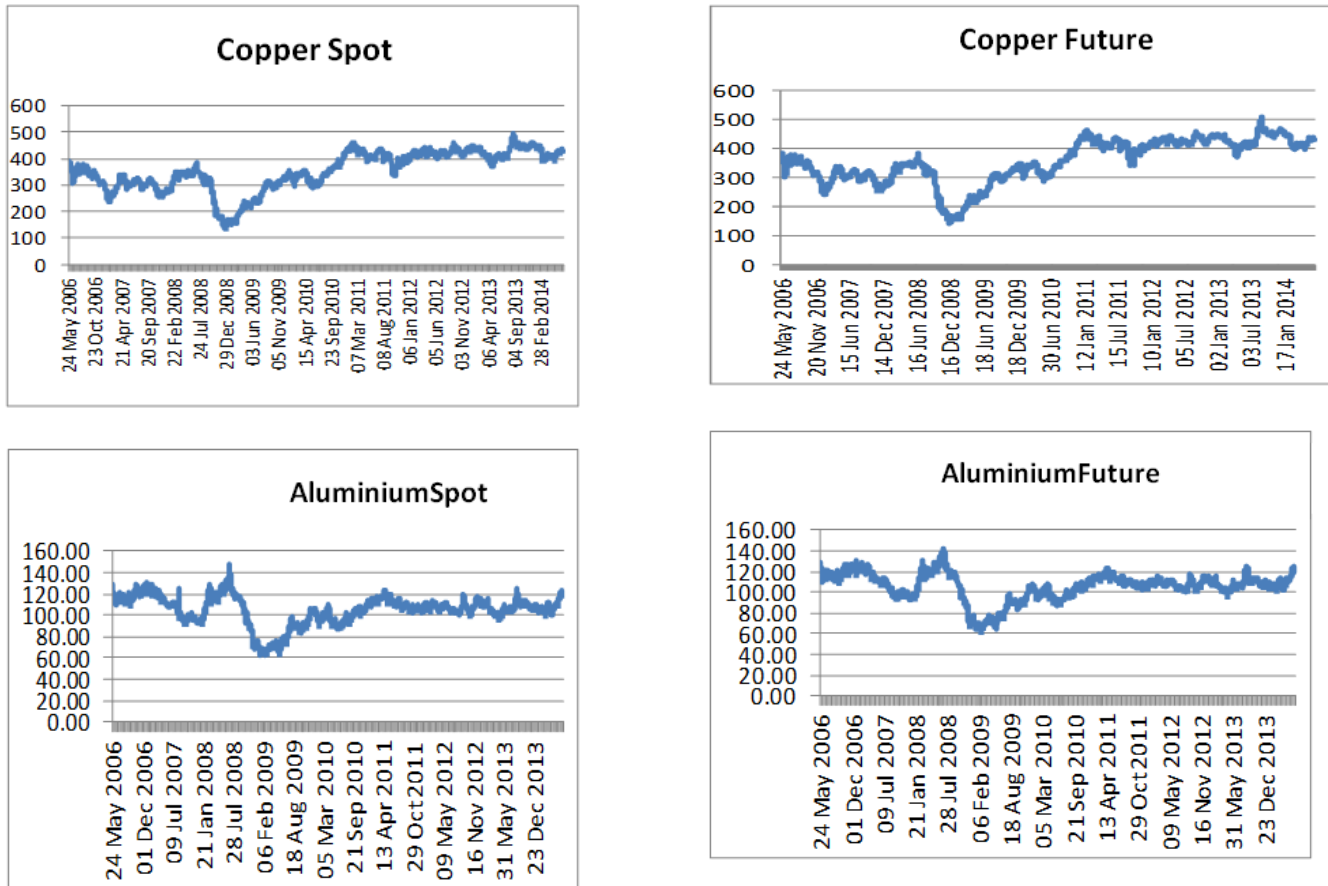 Copper Spot
600
500
400
300
200
100
0
24 May 2006
23 Oct 2006
21 Apr 2007
20 Sep 2007
22 Feb 2008
24 Jul 2008
29 Dec 2008
03 Jun 2009
05 Nov 2009
15 Apr 2010
23 Sep 2010
07 Mar 2011
08 Aug 2011
06 Jan 2012
05 Jun 2012
03 Nov 2012
06 Apr 2013
04 Sep 2013
28 Feb 2014
Copper Future
600
500
400
300
200
100
0
24 May 2006
20 Nov 2006
15 Jun 2007
14 Dec 2007
16 Jun 2008
16 Dec 2008
18 Jun 2009
18 Dec 2009
30 Jun 2010
12 Jan 2011
15 Jul 2011
10 Jan 2012
05 Jul 2012
02 Jan 2013
03 Jul 2013
17 Jan 2014
AluminiumSpot
160.00
140.00
120.00
100.00
80.00
60.00
40.00
20.00
0.00
24 May 2006
01 Dec 2006
09 Jul 2007
21 Jan 2008
28 Jul 2008
06 Feb 2009
18 Aug 2009
05 Mar 2010
21 Sep 2010
13 Apr 2011
29 Oct 2011
09 May 2012
16 Nov 2012
31 May 2013
23 Dec 2013
AluminiumFuture
160.00
140.00
120.00
100.00
80.00
60.00
40.00
20.00
0.00
24 May 2006
01 Dec 2006
09 Jul 2007
21 Jan 2008
28 Jul 2008
06 Feb 2009
18 Aug 2009
05 Mar 2010
21 Sep 2010
13 Apr 2011
29 Oct 2011
09 May 2012
16 Nov 2012
31 May 2013
23 Dec 2013